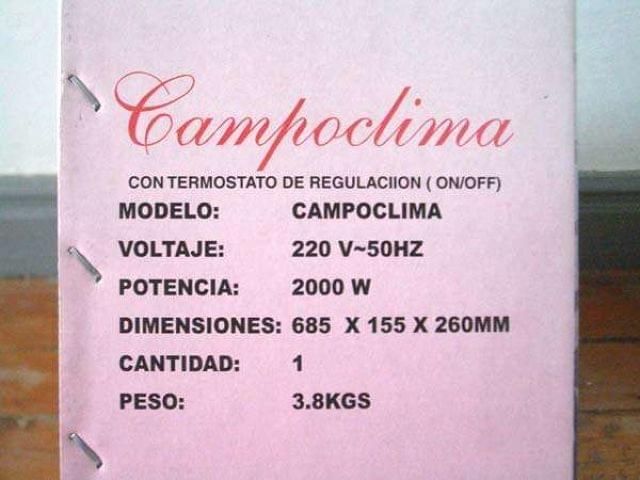 Campoclima
CON TERMOSTATO DE REGULACIION ( ON/OFF)
MODELO: CAMPOCLIMA
VOLTAJE: 220 V~50HZ
POTENCIA: 2000 W
DIMENSIONES: 685 X 155 X 260MM
CANTIDAD: 1
PESO: 3.8KGS